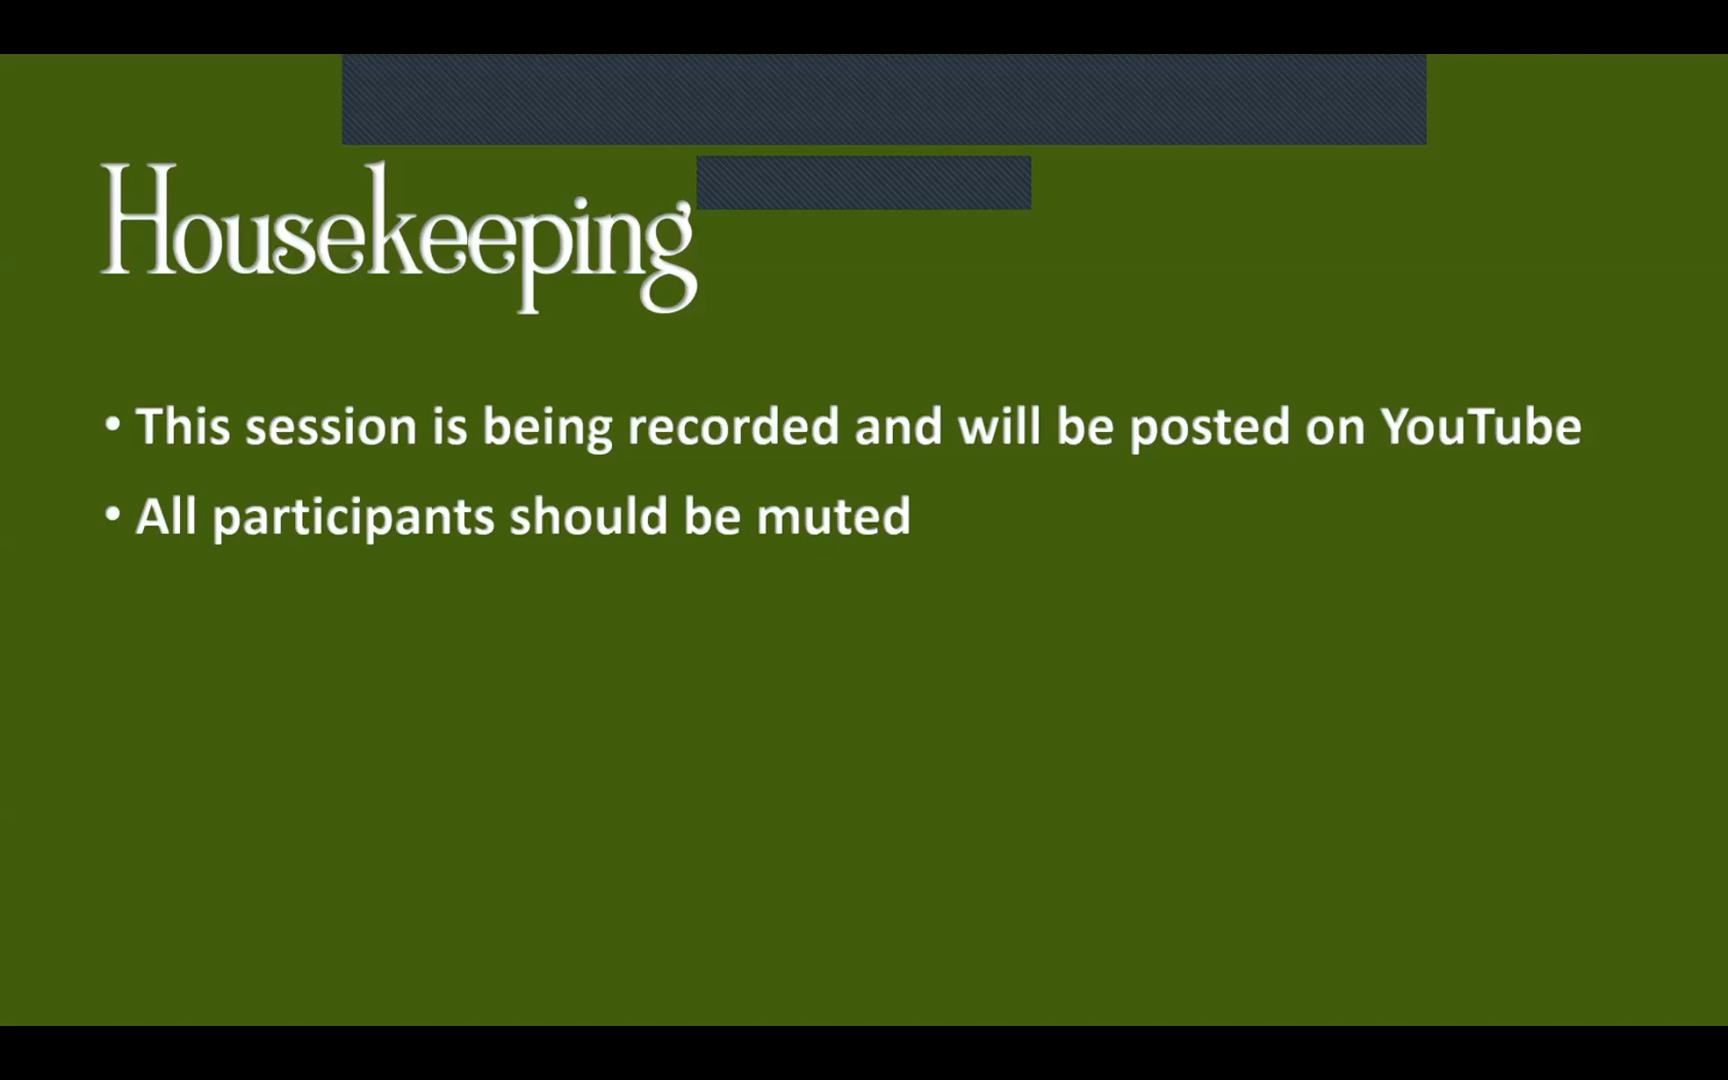 Housekeeping
• This session is being recorded and will be posted on YouTube
• All participants should be muted